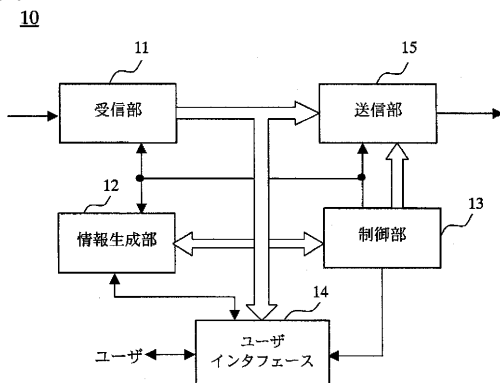 10
11
受信部
15
送信部
12
情報生成部
制御部
13
14
ユーザ
インタフェース
ユーザ